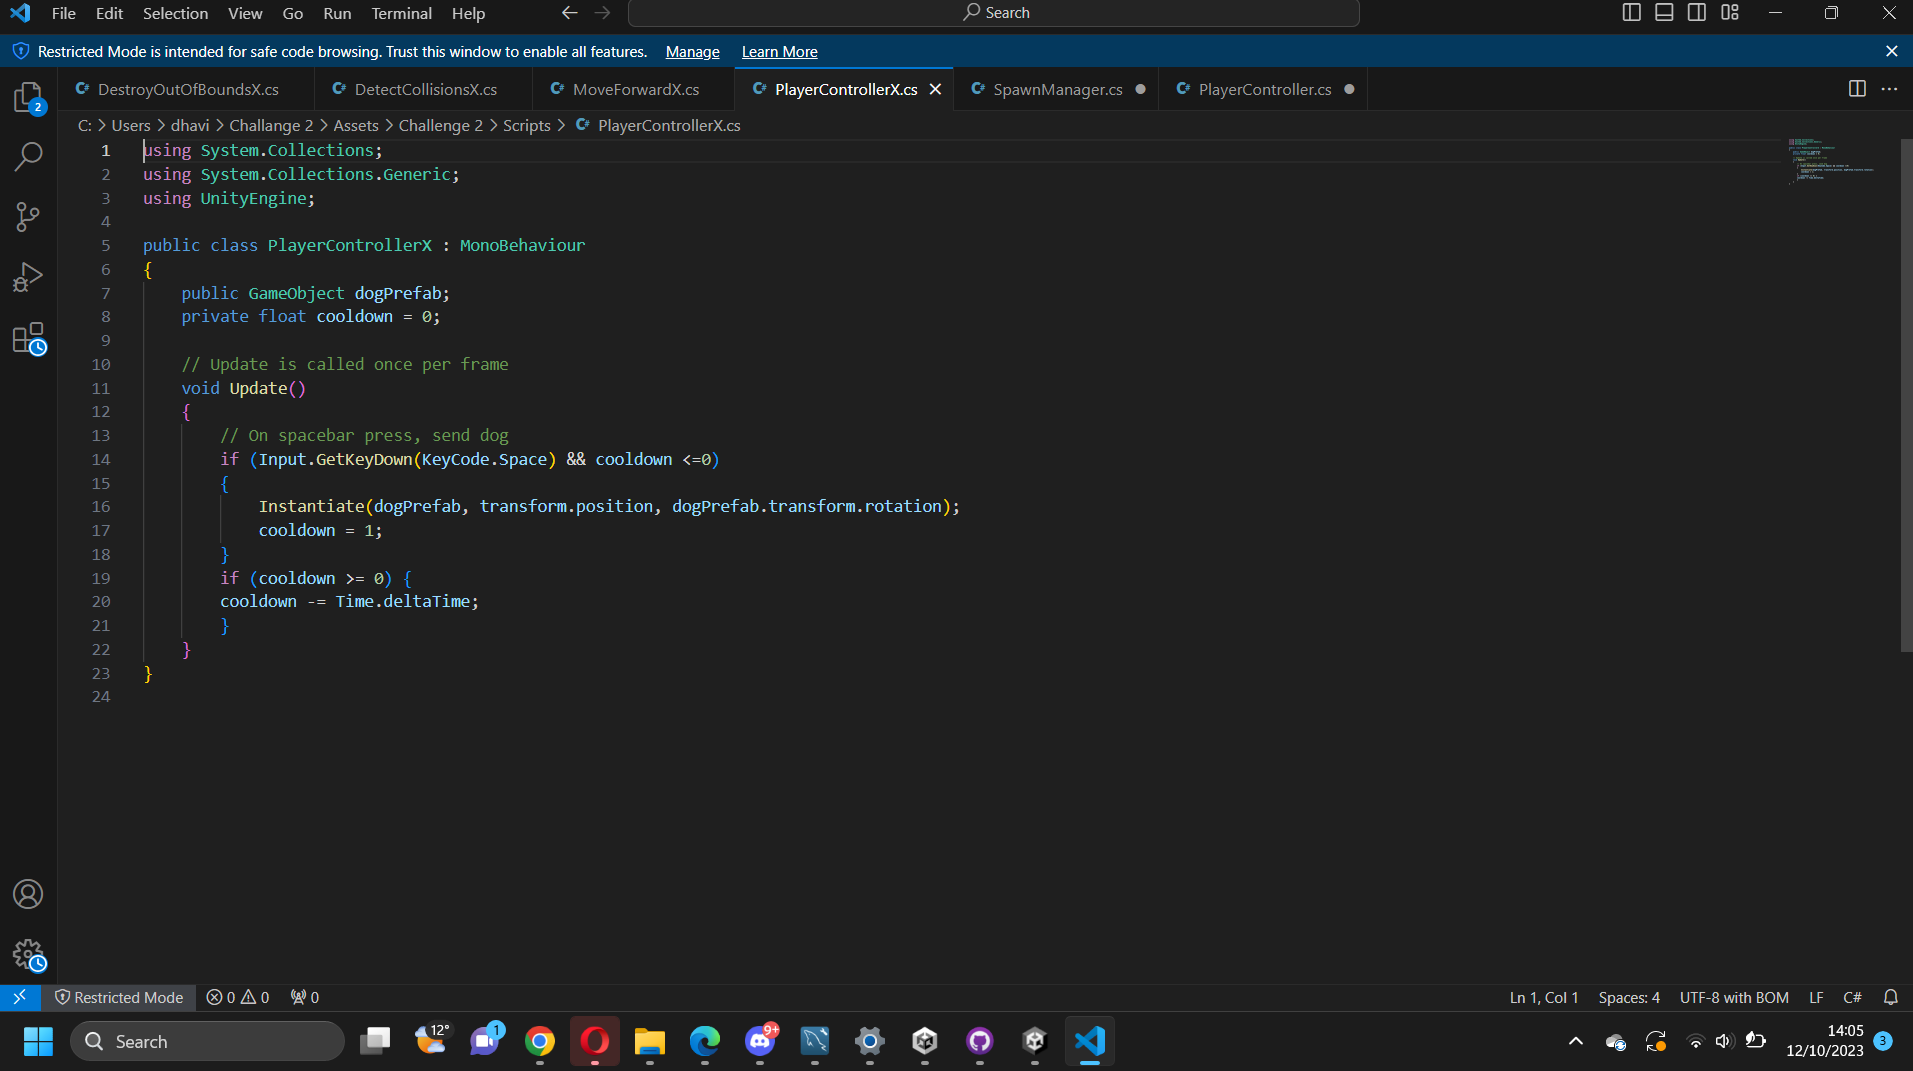 File Edit Selection View Go Run Terminal Help Search
Restricted Mode is intended for safe code browsing. Trust this window to enable all features. Manage Learn More
2
C# DestroyOutOfBoundsX.cs C# DetectCollisionsX.cs C# MoveForwardX.cs C# PlayerControllerX.cs C# SpawnManager.cs C# PlayerController.cs
C: > Users > dhavi > Challange 2 > Assets > Challenge 2 > Scripts > C# PlayerControllerX.cs
1 using System.Collections;
2 using System.Collections.Generic;
3 using UnityEngine;
4
5 public class PlayerControllerX : MonoBehaviour
6 {
7 public GameObject dogPrefab;
8 private float cooldown = 0;
9
10 // Update is called once per frame
11 void Update()
12 {
13 // On spacebar press, send dog
14 if (Input.GetKeyDown(KeyCode.Space) && cooldown <=0)
15 {
16 Instantiate(dogPrefab, transform.position, dogPrefab.transform.rotation);
17 cooldown = 1;
18 }
19 if (cooldown >= 0) {
20 cooldown -= Time.deltaTime;
21 }
22 }
23 }
24
Restricted Mode 0 0 0 Ln 1, Col 1 Spaces: 4 UTF-8 with BOM LF C#
Search 12° 1 9+ 14:05 3
12/10/2023